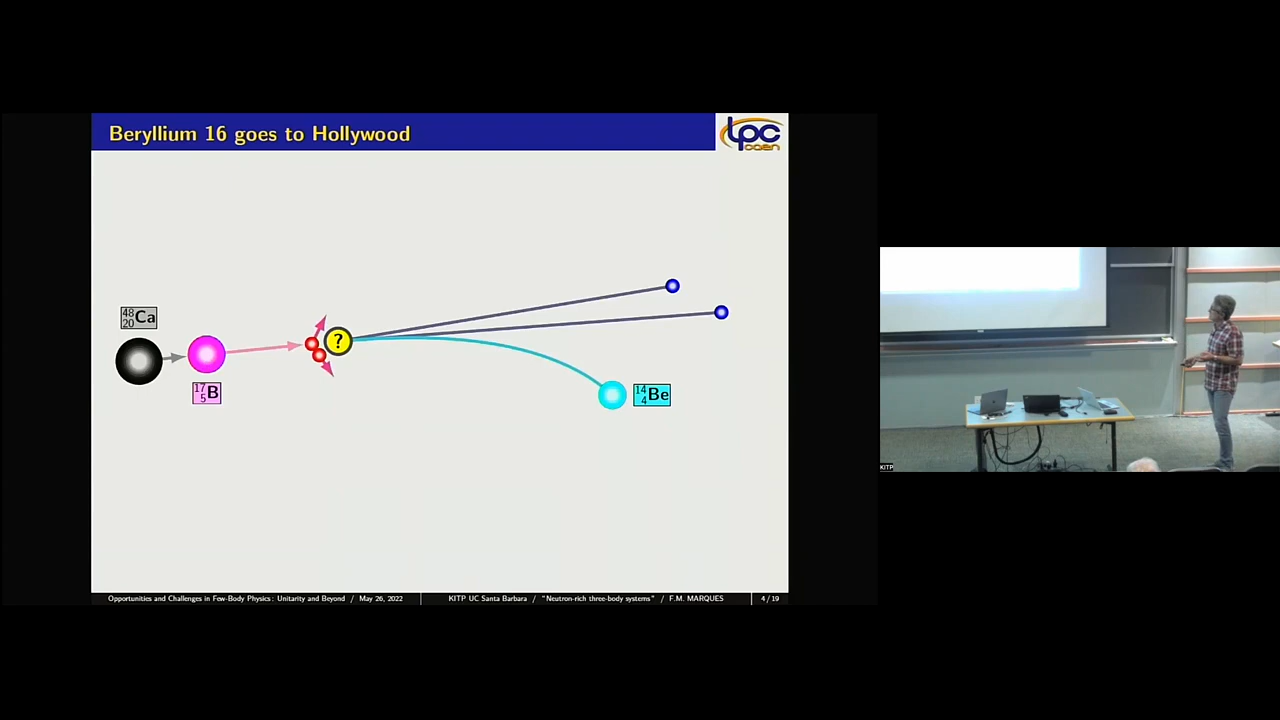 Beryllium 16 goes to Hollywood
LPC
caen
48
20Ca
?
17
5B
14
4Be
KITP
Opportunities and Challenges in Few-Body Physics: Unitarity and Beyond / May 26, 2022
KITP UC Santa Barbara / "Neutron-rich three-body systems" / F.M. MARQUES
4 / 19